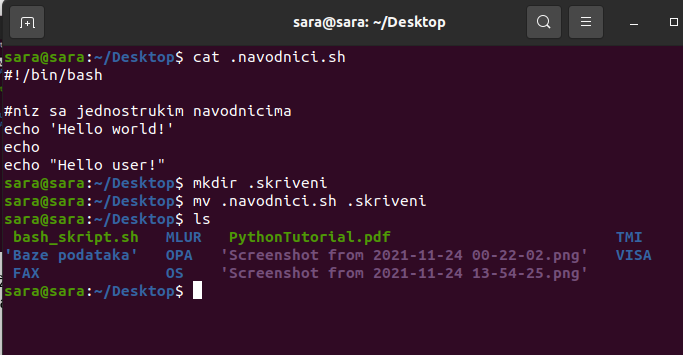 sara@sara: ~/Desktop
sara@sara:~/Desktop$ cat .navodnici.sh
#!/bin/bash
#niz sa jednostrukim navodnicima
echo 'Hello world!'
echo
echo "Hello user!"
sara@sara:~/Desktop$ mkdir .skriveni
sara@sara:~/Desktop$ mv .navodnici.sh .skriveni
sara@sara:~/Desktop$ ls
bash_skript.sh MLUR PythonTutorial.pdf TMI
'Baze podataka' OPA 'Screenshot from 2021-11-24 00-22-02.png' VISA
FAX OS 'Screenshot from 2021-11-24 13-54-25.png'
sara@sara:~/Desktop$